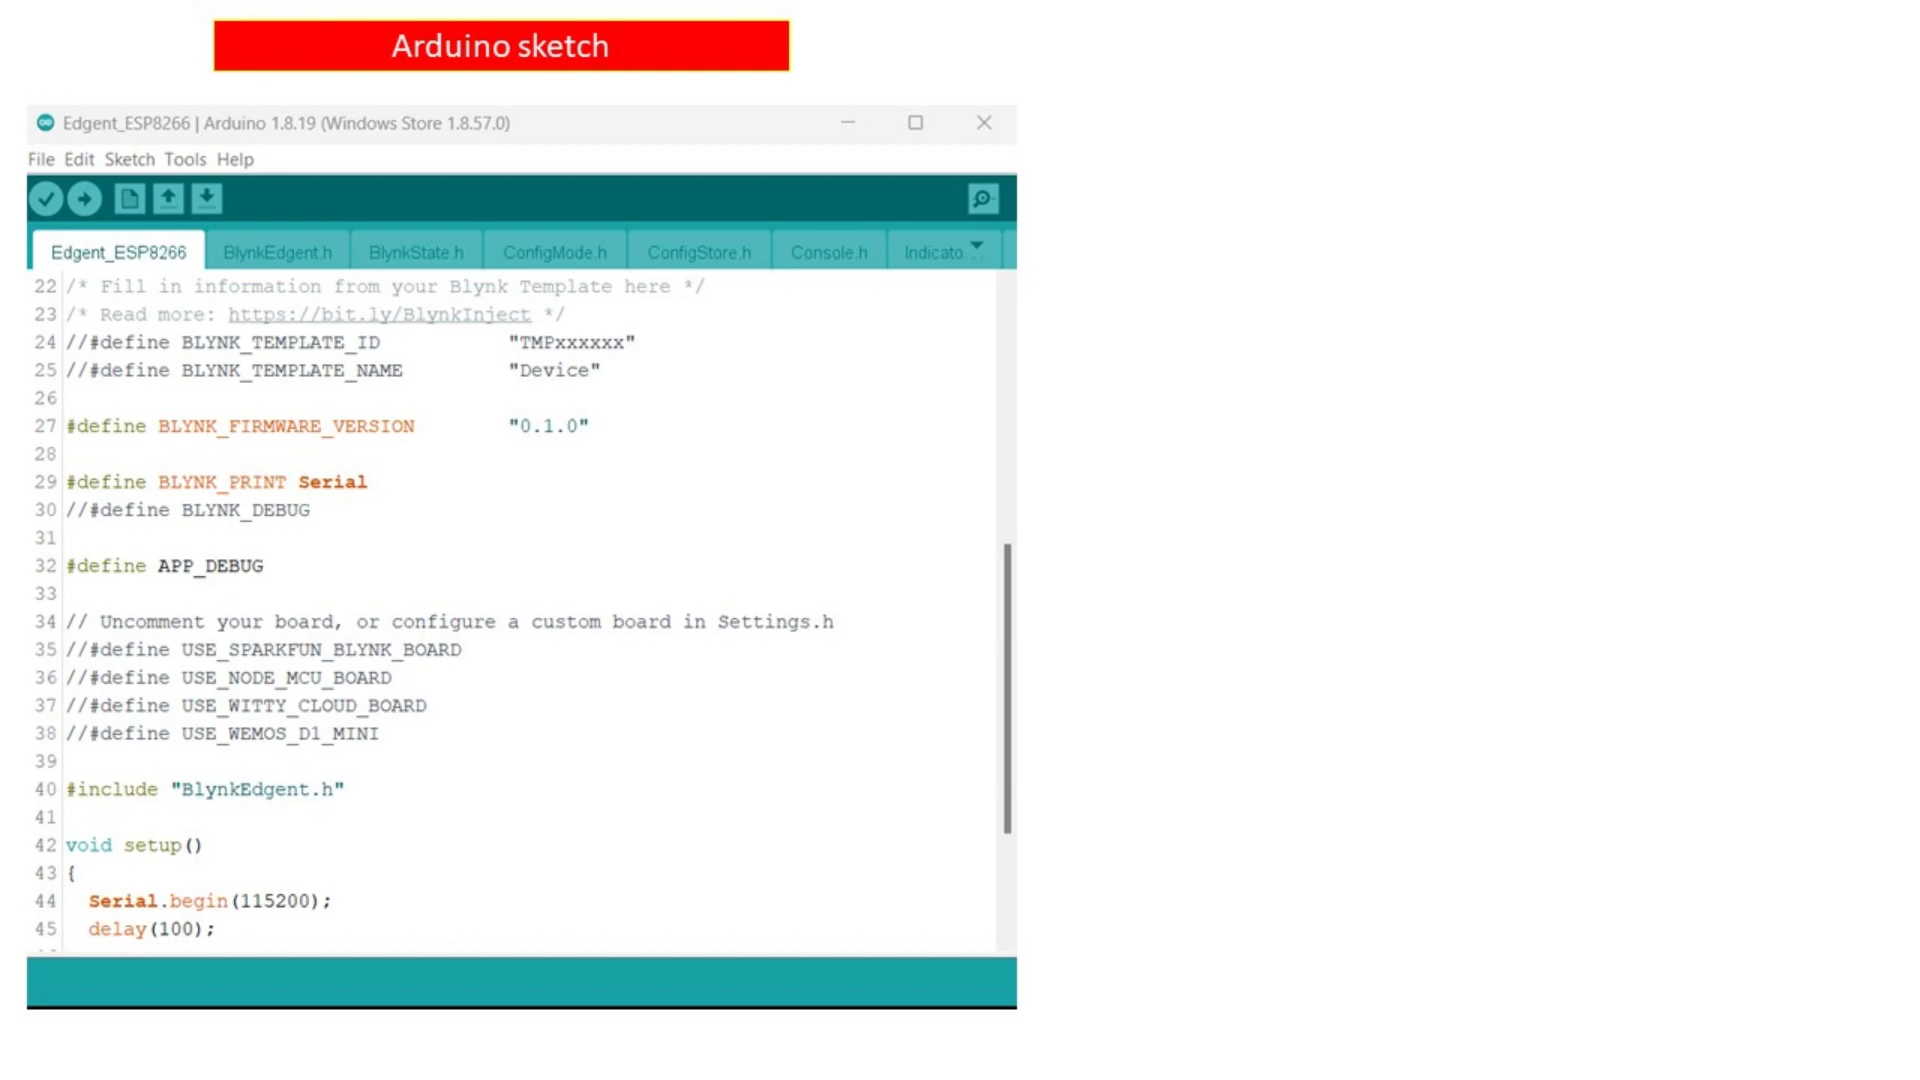 Arduino sketch
Edgent_ESP8266 | Arduino 1.8.19 (Windows Store 1.8.57.0)
File Edit Sketch Tools Help
Edgent_ESP8266 BlynkEdgent.h BlynkState.h ConfigMode.h ConfigStore.h Console.h Indicato...
22 /* Fill in information from your Blynk Template here */
23 /* Read more: https://bit.ly/BlynkInject */
24 //#define BLYNK_TEMPLATE_ID "TMPxxxxxx"
25 //#define BLYNK_TEMPLATE_NAME "Device"
26
27 #define BLYNK_FIRMWARE_VERSION "0.1.0"
28
29 #define BLYNK_PRINT Serial
30 //#define BLYNK_DEBUG
31
32 #define APP_DEBUG
33
34 // Uncomment your board, or configure a custom board in Settings.h
35 //#define USE_SPARKFUN_BLYNK_BOARD
36 //#define USE_NODE_MCU_BOARD
37 //#define USE_WITTY_CLOUD_BOARD
38 //#define USE_WEMOS_D1_MINI
39
40 #include "BlynkEdgent.h"
41
42 void setup()
43 {
44 Serial.begin(115200);
45 delay(100);